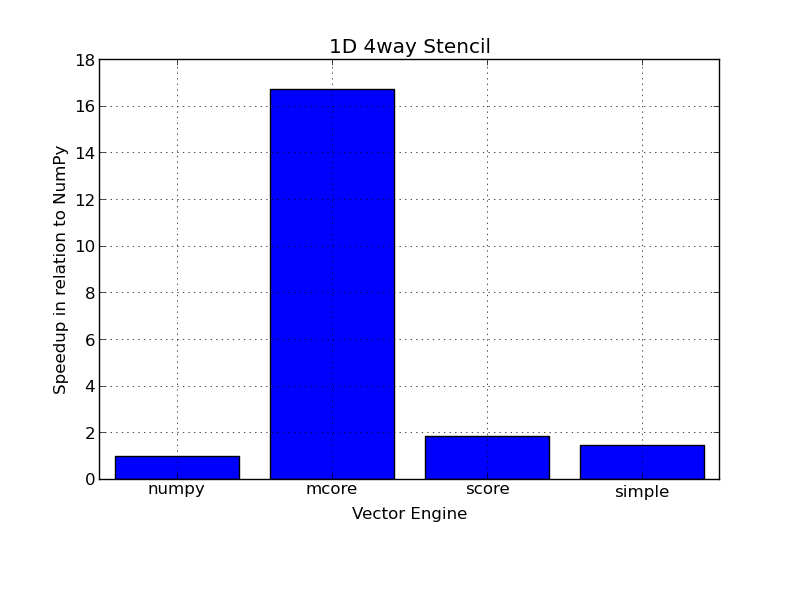 1D 4way Stencil
Speedup in relation to NumPy
18
16
14
12
10
8
6
4
2
0
numpy mcore score simple
Vector Engine